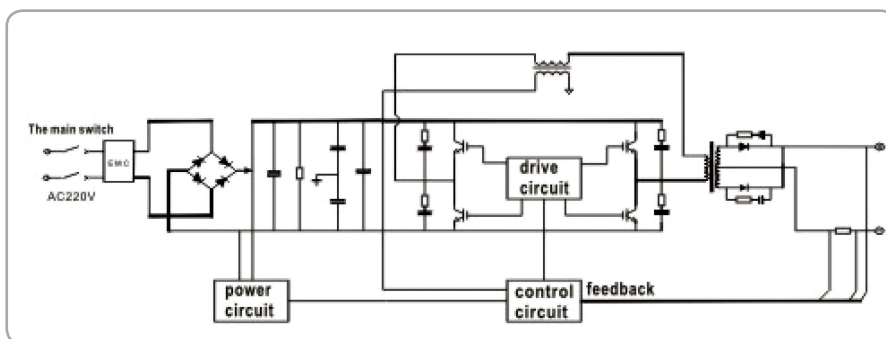 The main switch
EMC
AC220V
drive
circuit
power
circuit
control
circuit
feedback